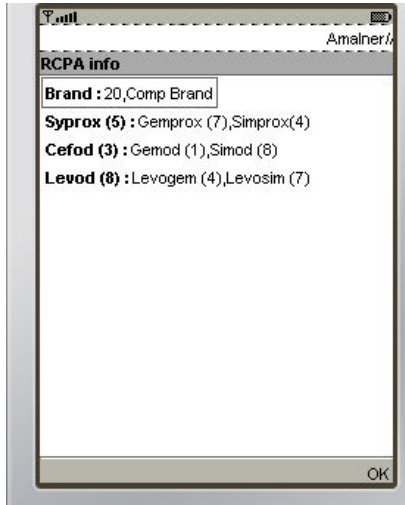 Amalner/
RCPA info
Brand : 20,Comp Brand
Syprox (5) : Gemprox (7),Simprox(4)
Cefod (3) : Gemod (1),Simod (8)
Levod (8) : Levogem (4),Levosim (7)
OK